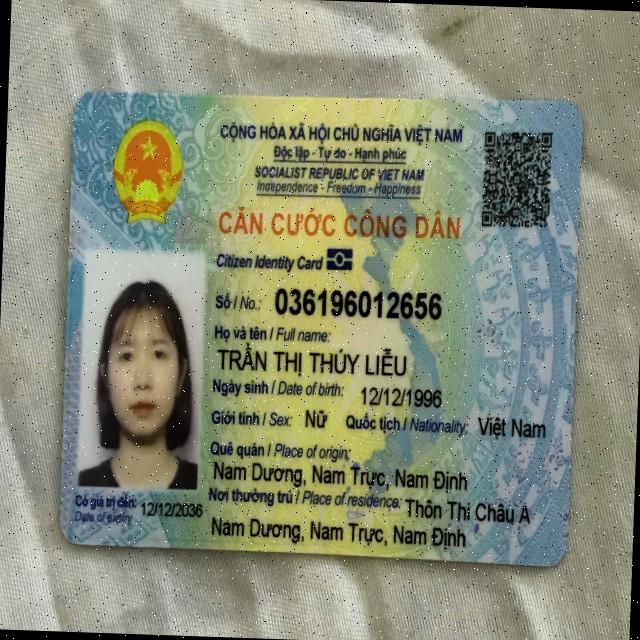 CỘNG HÒA XÃ HỘI CHỦ NGHĨA VIỆT NAM
Độc lập - Tự do - Hạnh phúc
SOCIALIST REPUBLIC OF VIET NAM
Independence - Freedom - Happiness
CĂN CƯỚC CÔNG DÂN
Citizen Identity Card
Số / No.: 036196012656
Họ và tên / Full name:
TRẦN THỊ THÚY LIỄU
Ngày sinh / Date of birth: 12/12/1996
Giới tính / Sex: Nữ Quốc tịch / Nationality: Việt Nam
Quê quán / Place of origin:
Nam Dương, Nam Trực, Nam Định
Nơi thường trú / Place of residence: Thôn Thi Châu A
Nam Dương, Nam Trực, Nam Định
Có giá trị đến: 12/12/2036
Date of expiry